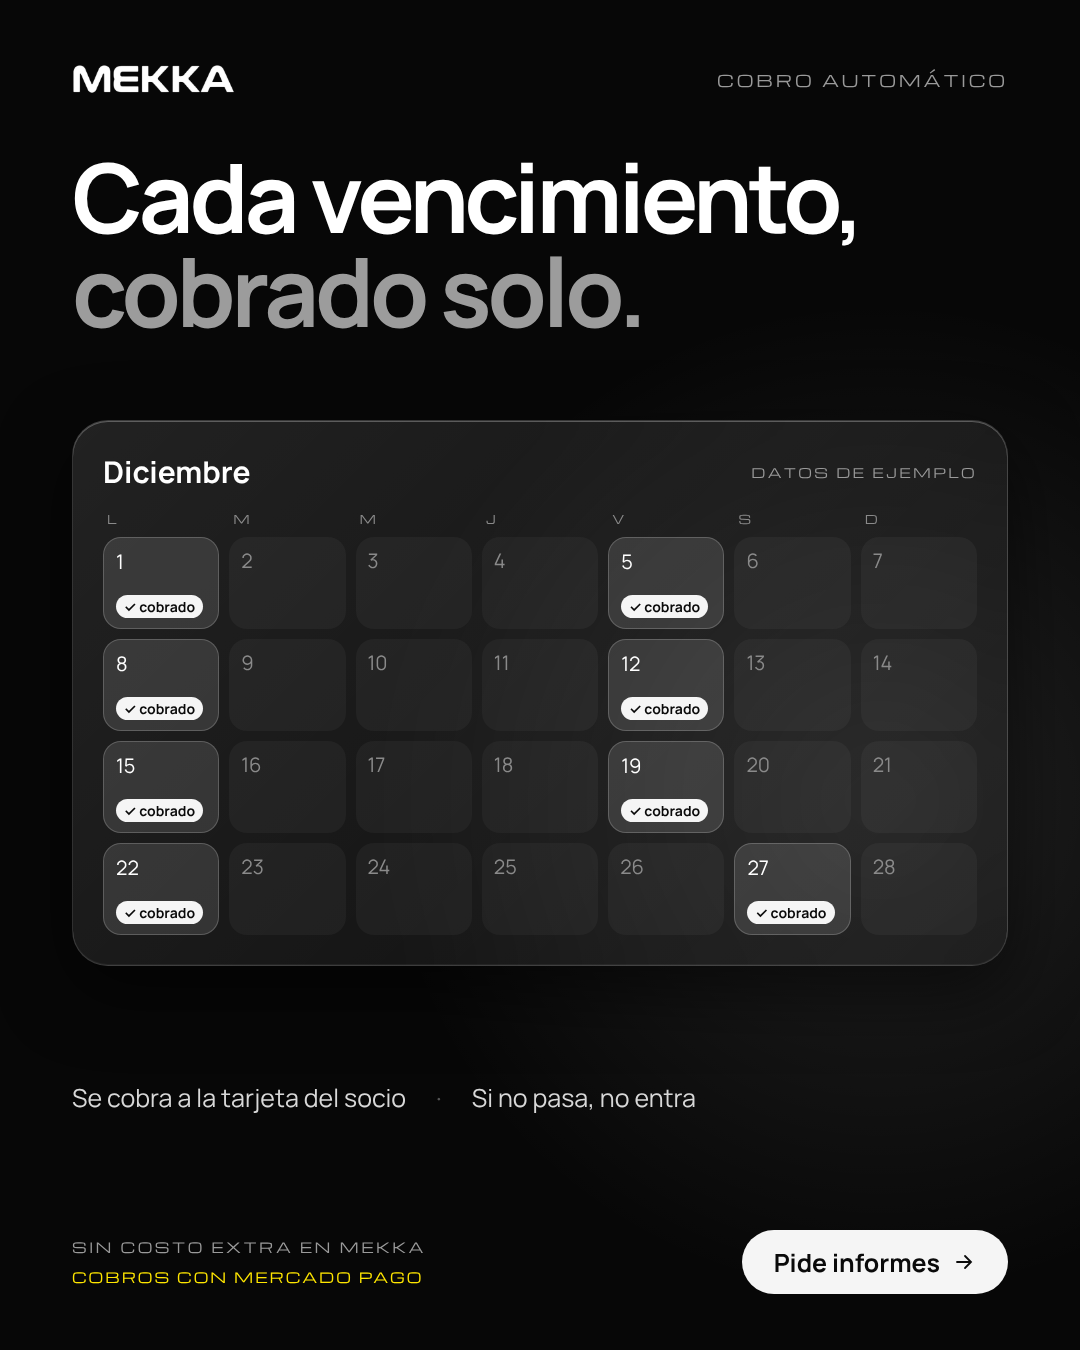 MEKKA
COBRO AUTOMÁTICO
Cada vencimiento,
cobrado solo.
Diciembre
DATOS DE EJEMPLO
L M M J V S D
1 2 3 4 5 6 7
✓ cobrado ✓ cobrado
8 9 10 11 12 13 14
✓ cobrado ✓ cobrado
15 16 17 18 19 20 21
✓ cobrado ✓ cobrado
22 23 24 25 26 27 28
✓ cobrado ✓ cobrado
Se cobra a la tarjeta del socio · Si no pasa, no entra
SIN COSTO EXTRA EN MEKKA
COBROS CON MERCADO PAGO
Pide informes →